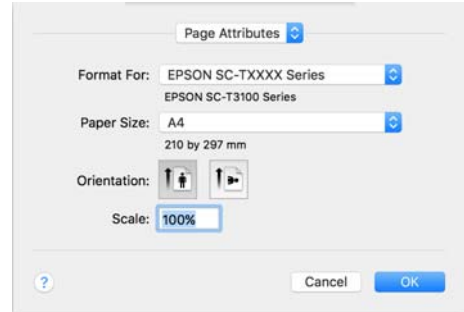 Page Attributes
Format For: EPSON SC-TXXXX Series
EPSON SC-T3100 Series
Paper Size: A4
210 by 297 mm
Orientation:
Scale: 100%
? Cancel OK